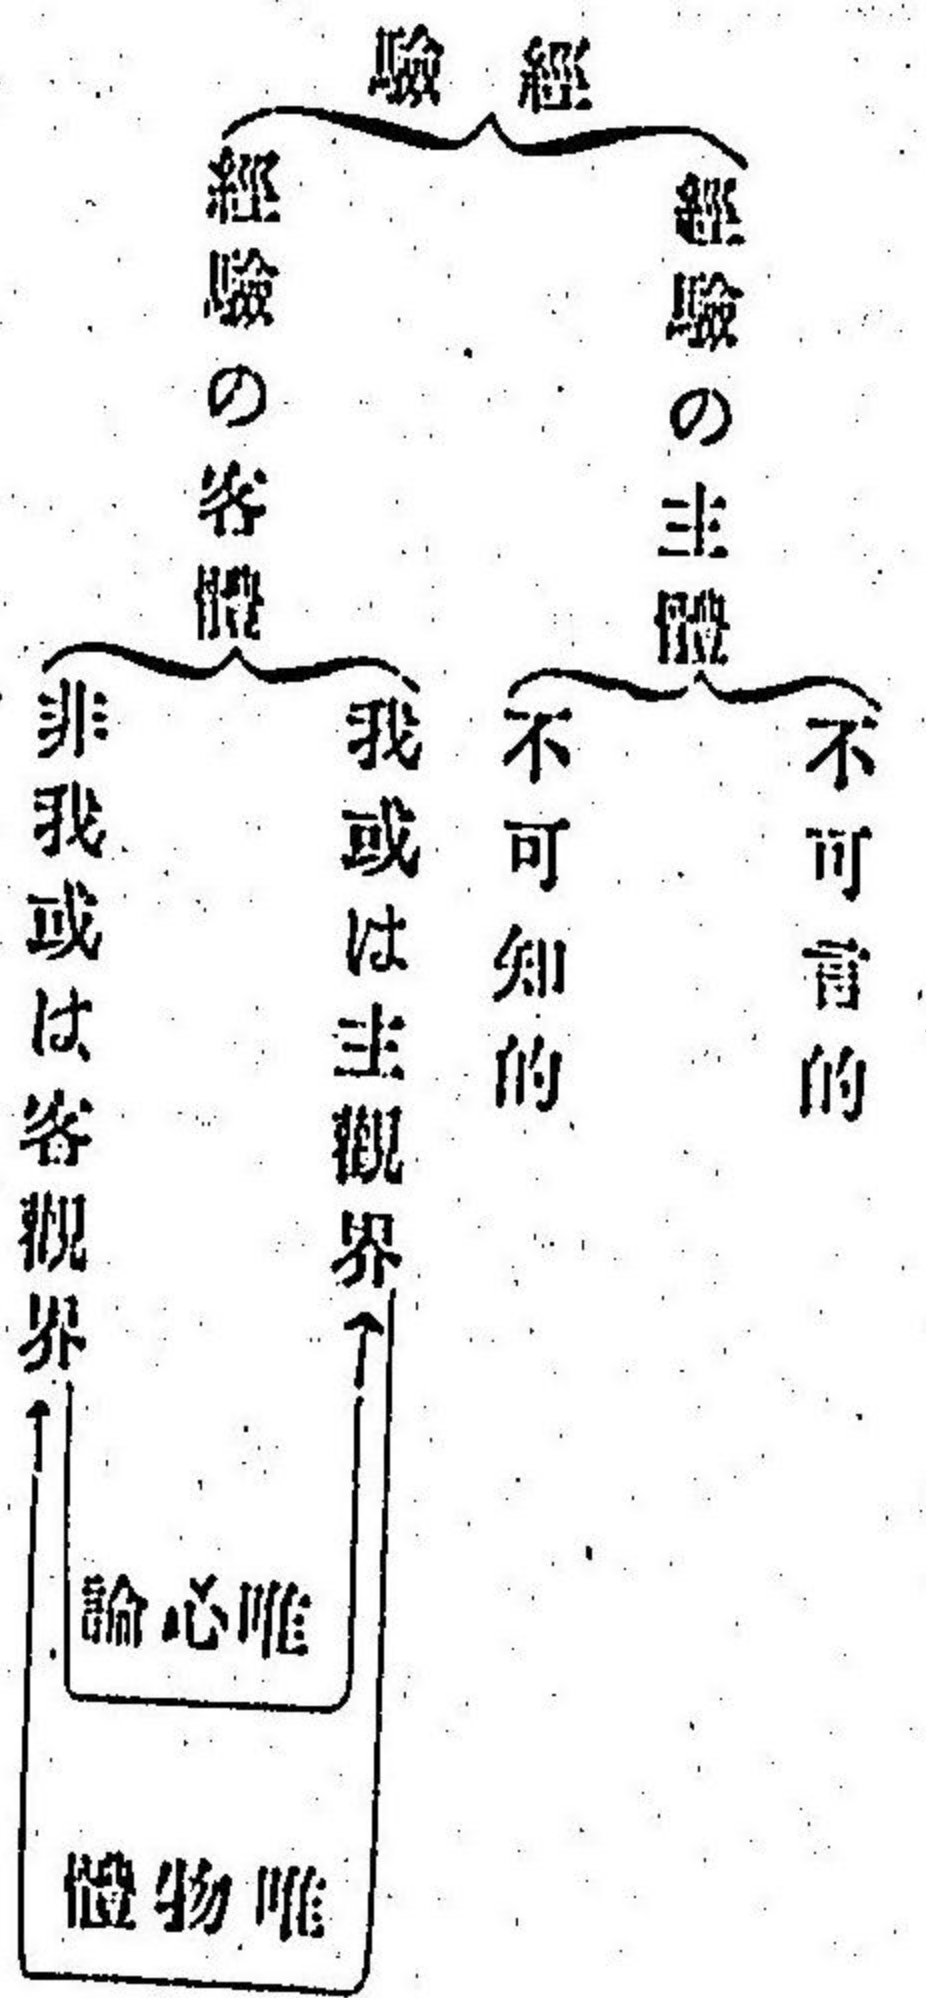 經驗
經驗の主體
不可言的
不可知的
經驗の客體
我或は主觀界
非我或は客觀界
唯心論
唯物體